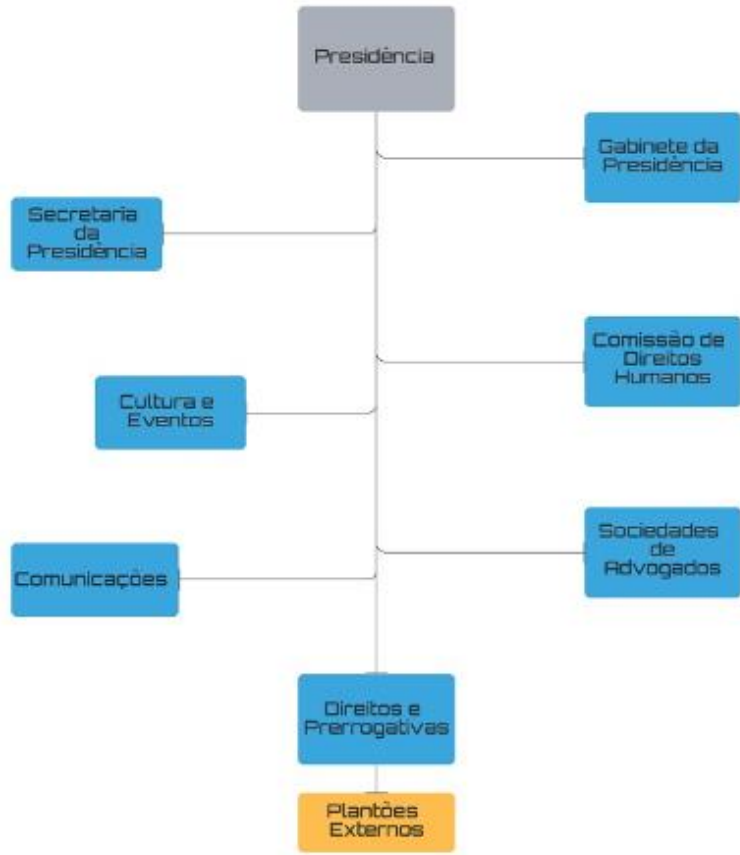 Presidência
Gabinete da
Presidência
Secretaria
da
Presidência
Comissão de
Direitos
Humanos
Cultura e
Eventos
Sociedades
de
Advogados
Comunicações
Direitos e
Prerrogativas
Plantões
Externos